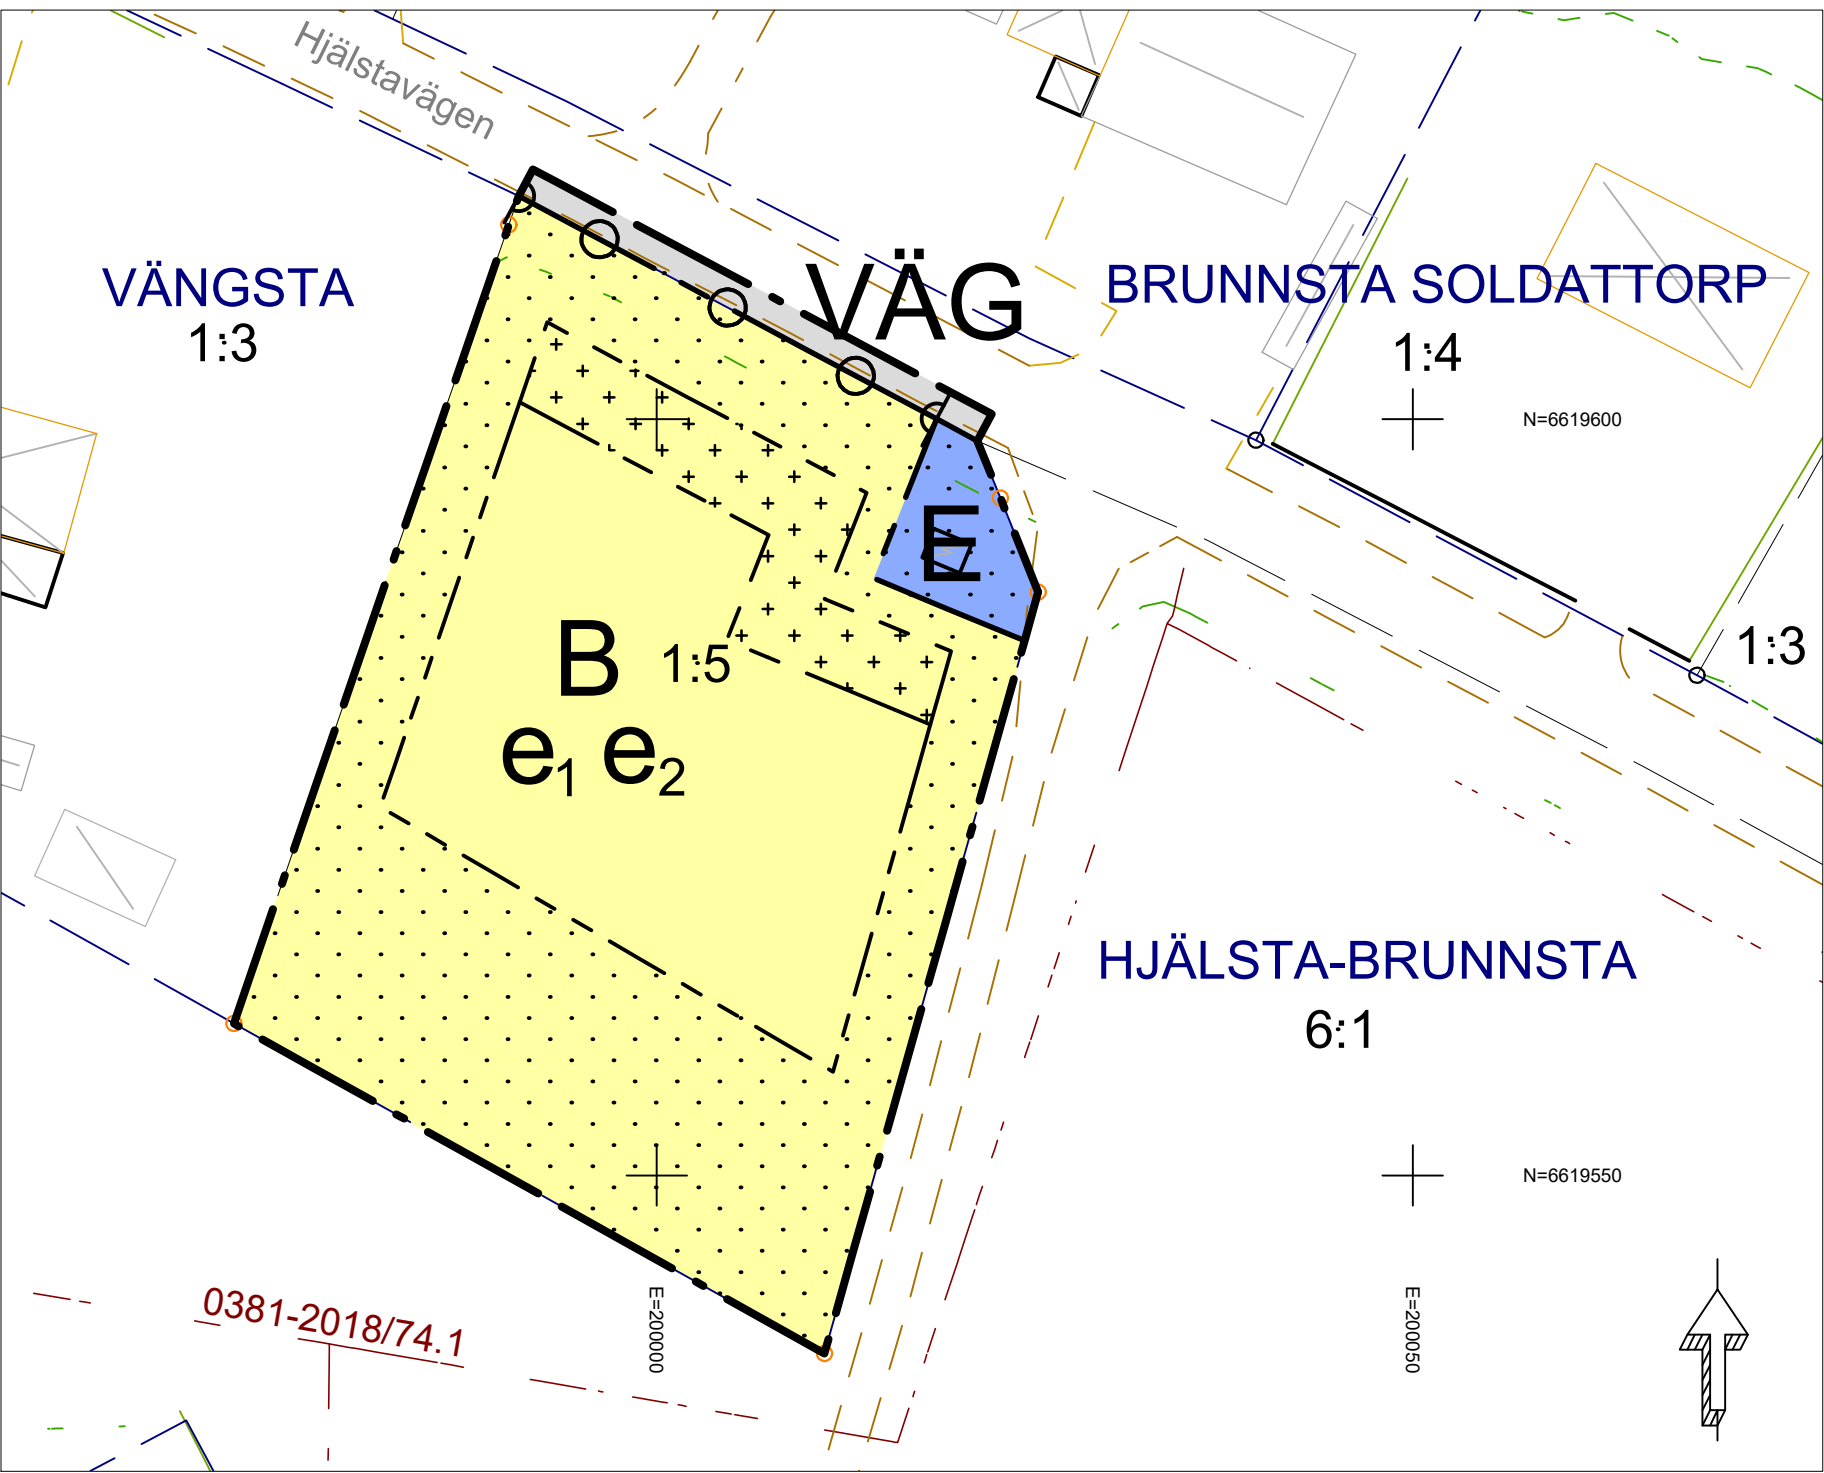 Hjälstavägen
VÄNGSTA
1:3
VÄG
BRUNNSTA SOLDATTORP
1:4
N=6619600
E
B 1:5
e1 e2
1:3
HJÄLSTA-BRUNNSTA
6:1
N=6619550
0381-2018/74.1
E=200000
E=200050